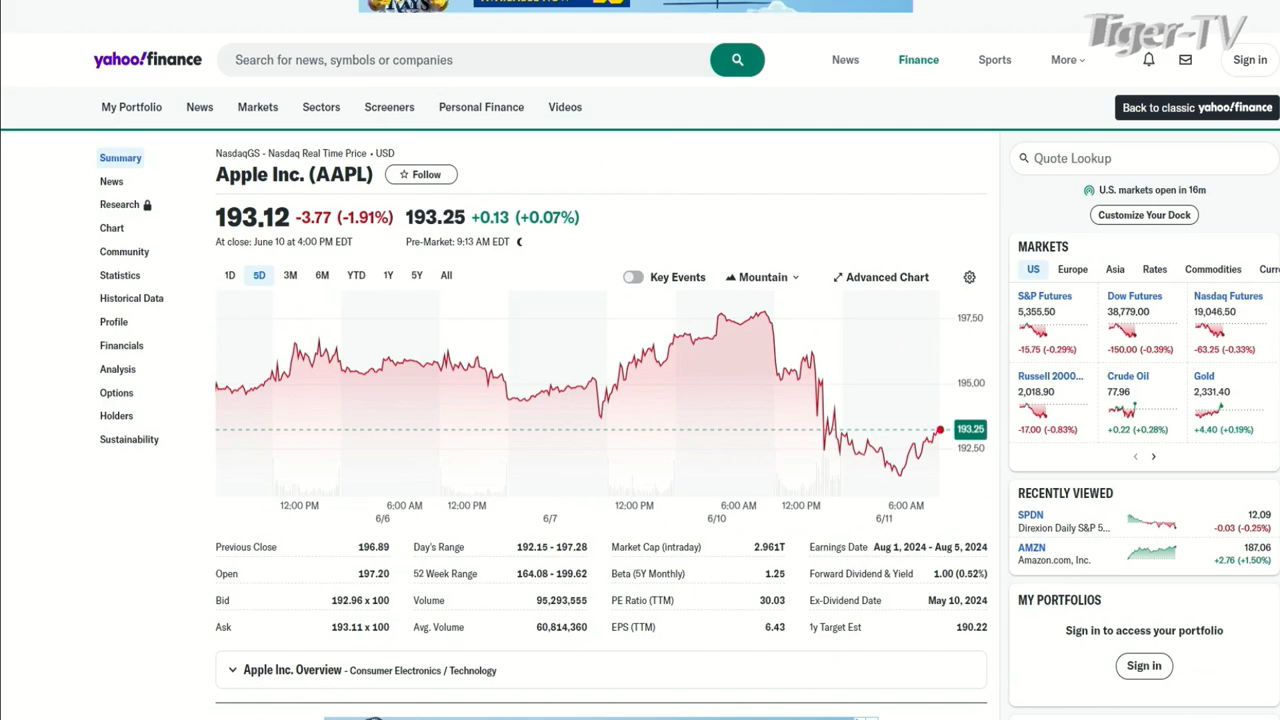 Tiger-TV
yahoo!finance
Search for news, symbols or companies
News
Finance
Sports
More
Sign in
My Portfolio
News
Markets
Sectors
Screeners
Personal Finance
Videos
Back to classic yahoo!finance
Summary
News
Research
Chart
Community
Statistics
Historical Data
Profile
Financials
Analysis
Options
Holders
Sustainability
NasdaqGS - Nasdaq Real Time Price • USD
Apple Inc. (AAPL)
Follow
193.12 -3.77 (-1.91%) 193.25 +0.13 (+0.07%)
At close: June 10 at 4:00 PM EDT Pre-Market: 9:13 AM EDT
1D 5D 3M 6M YTD 1Y 5Y All
Key Events
Mountain
Advanced Chart
197.50
195.00
193.25
192.50
12:00 PM 6:00 AM 12:00 PM 12:00 PM 6:00 AM 12:00 PM 6:00 AM
6/6 6/7 6/10 6/11
Previous Close 196.89 Day's Range 192.15 - 197.28 Market Cap (intraday) 2.961T Earnings Date Aug 1, 2024 - Aug 5, 2024
Open 197.20 52 Week Range 164.08 - 199.62 Beta (5Y Monthly) 1.25 Forward Dividend & Yield 1.00 (0.52%)
Bid 192.96 x 100 Volume 95,293,555 PE Ratio (TTM) 30.03 Ex-Dividend Date May 10, 2024
Ask 193.11 x 100 Avg. Volume 60,814,360 EPS (TTM) 6.43 1y Target Est 190.22
Apple Inc. Overview - Consumer Electronics / Technology
Quote Lookup
U.S. markets open in 16m
Customize Your Dock
MARKETS
US Europe Asia Rates Commodities Curr
S&P Futures Dow Futures Nasdaq Futures
5,355.50 38,779.00 19,046.50
-15.75 (-0.29%) -150.00 (-0.39%) -63.25 (-0.33%)
Russell 2000... Crude Oil Gold
2,018.90 77.96 2,331.40
-17.00 (-0.83%) +0.22 (+0.28%) +4.40 (+0.19%)
RECENTLY VIEWED
SPDN 12.09
Direxion Daily S&P 5... -0.03 (-0.25%)
AMZN 187.06
Amazon.com, Inc. +2.76 (+1.50%)
MY PORTFOLIOS
Sign in to access your portfolio
Sign in